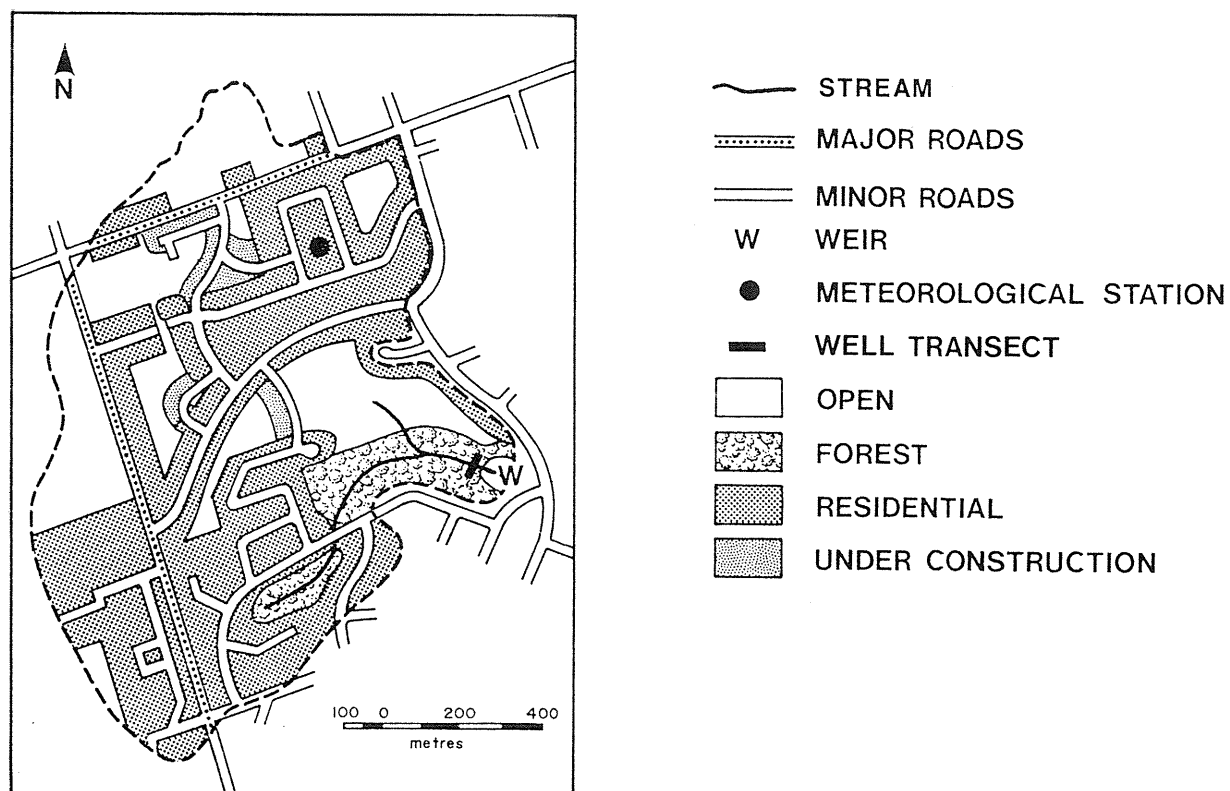 N
W
100 0 200 400
metres
STREAM
MAJOR ROADS
MINOR ROADS
W WEIR
METEOROLOGICAL STATION
WELL TRANSECT
OPEN
FOREST
RESIDENTIAL
UNDER CONSTRUCTION